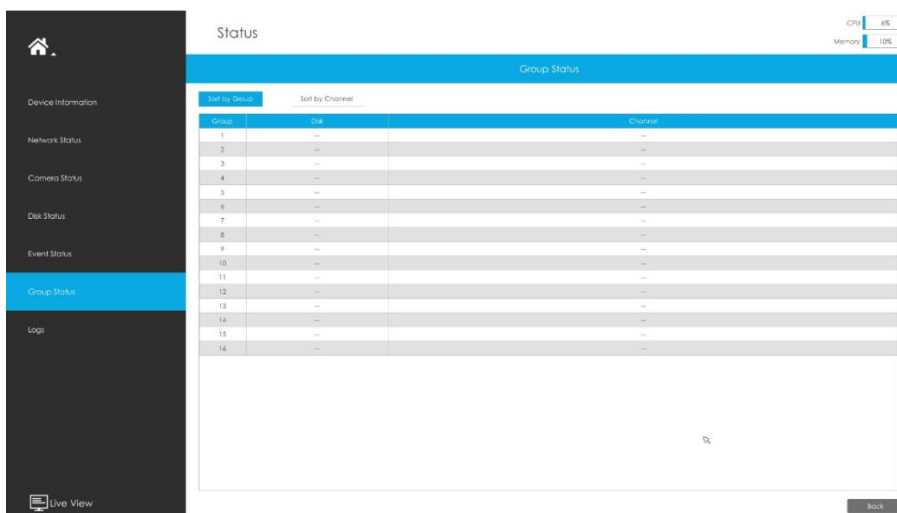 Status
CPU 6%
Memory 10%
Group Status
Device Information
Network Status
Camera Status
Disk Status
Event Status
Group Status
Logs
Live View
Sort by Group Sort by Channel
Group Disk Channel
1 -- --
2 -- --
3 -- --
4 -- --
5 -- --
6 -- --
7 -- --
8 -- --
9 -- --
10 -- --
11 -- --
12 -- --
13 -- --
14 -- --
15 -- --
16 -- --
Back